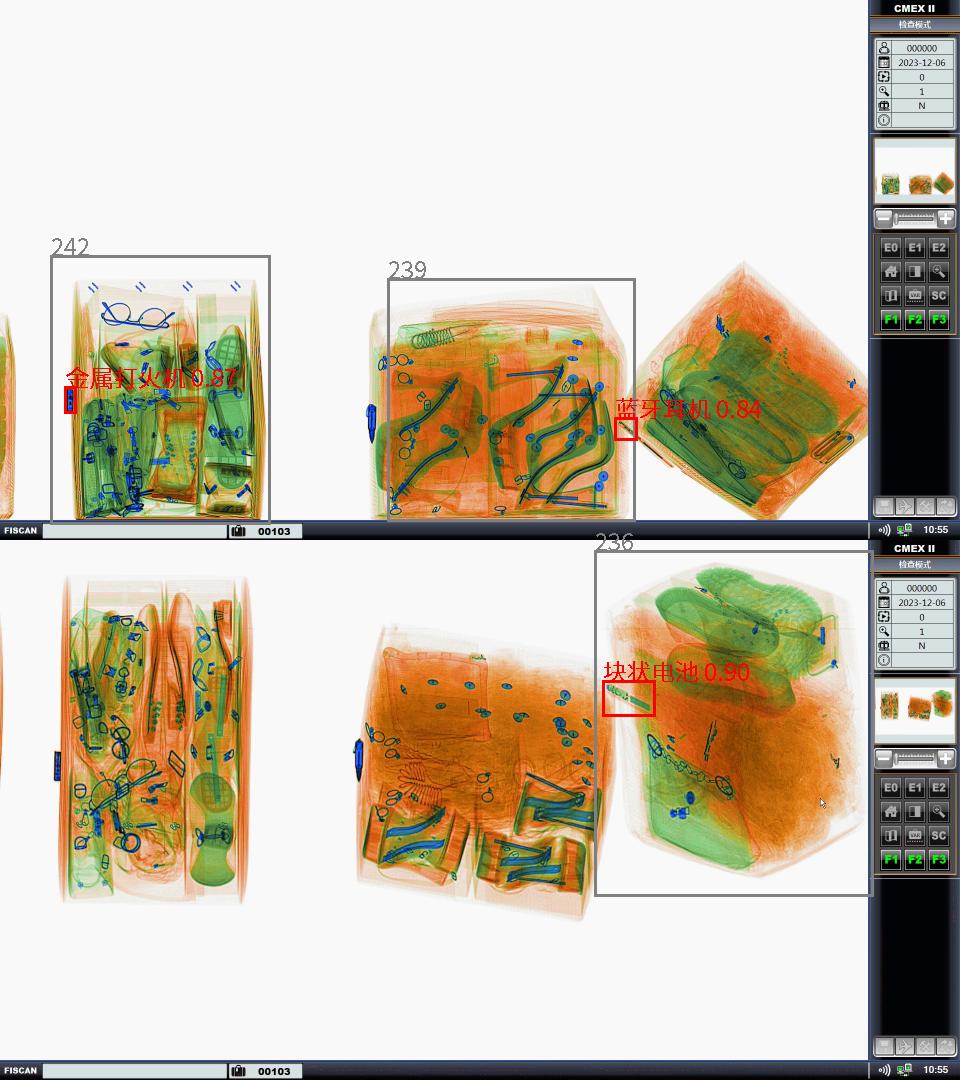 CMEX II
检查模式
000000
2023-12-06
0
1
N
242
金属打火机 0.87
239
蓝牙耳机 0.84
E0 E1 E2
VAR SC
F1 F2 F3
FISCAN
00103
10:55
236
CMEX II
检查模式
000000
2023-12-06
0
1
N
块状电池 0.90
E0 E1 E2
VAR SC
F1 F2 F3
FISCAN
00103
10:55